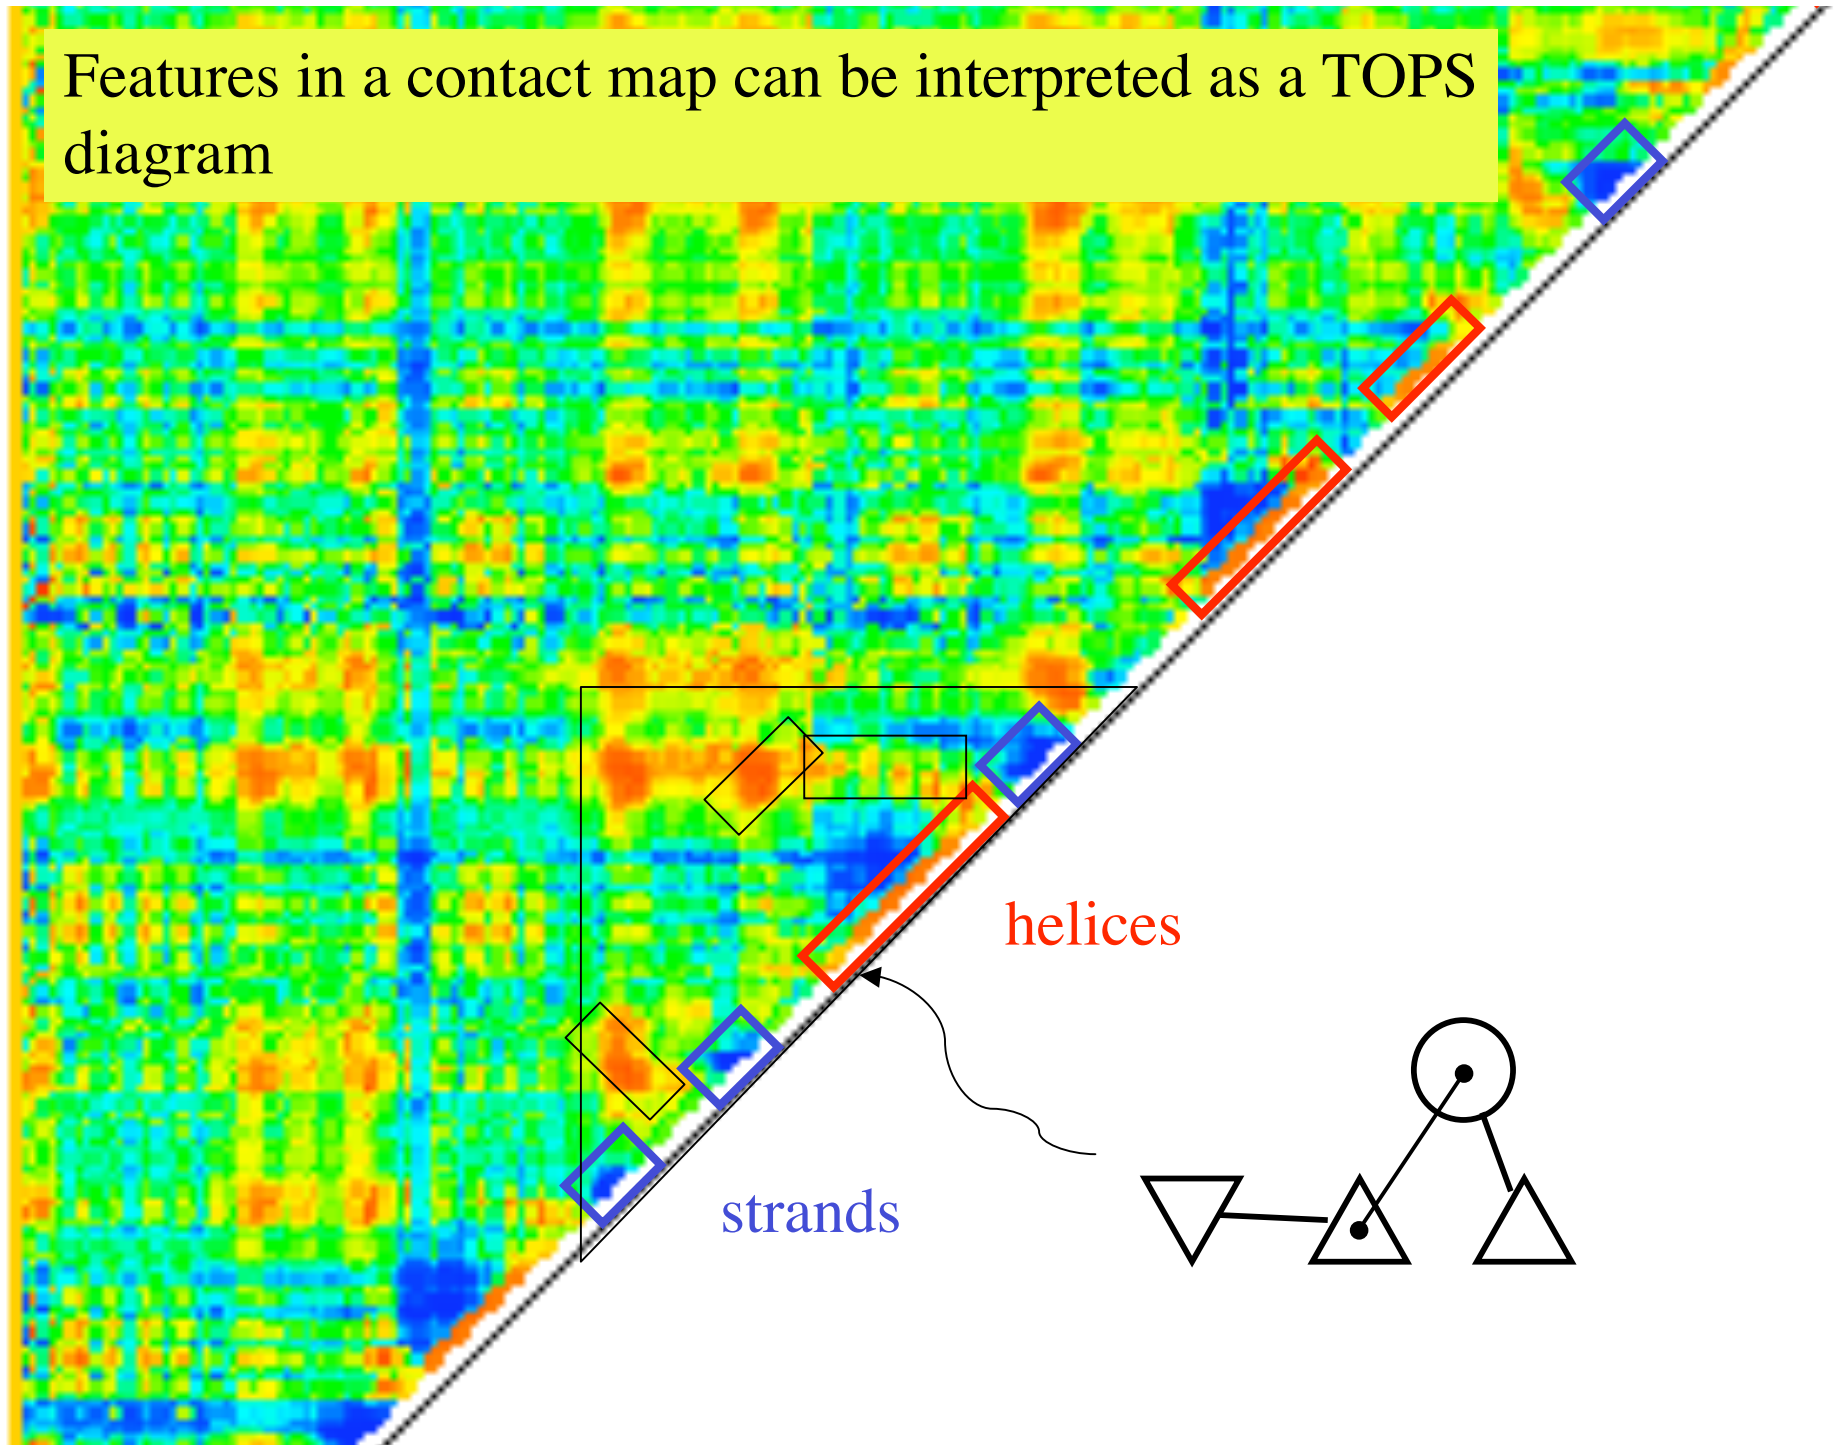 Features in a contact map can be interpreted as a TOPS
diagram
helices
strands